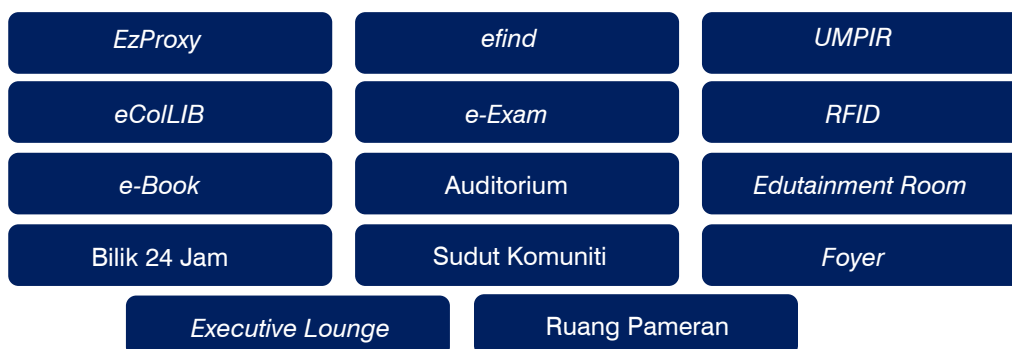 EzProxy
efind
UMPIR
eColLIB
e-Exam
RFID
e-Book
Auditorium
Edutainment Room
Bilik 24 Jam
Sudut Komuniti
Foyer
Executive Lounge
Ruang Pameran